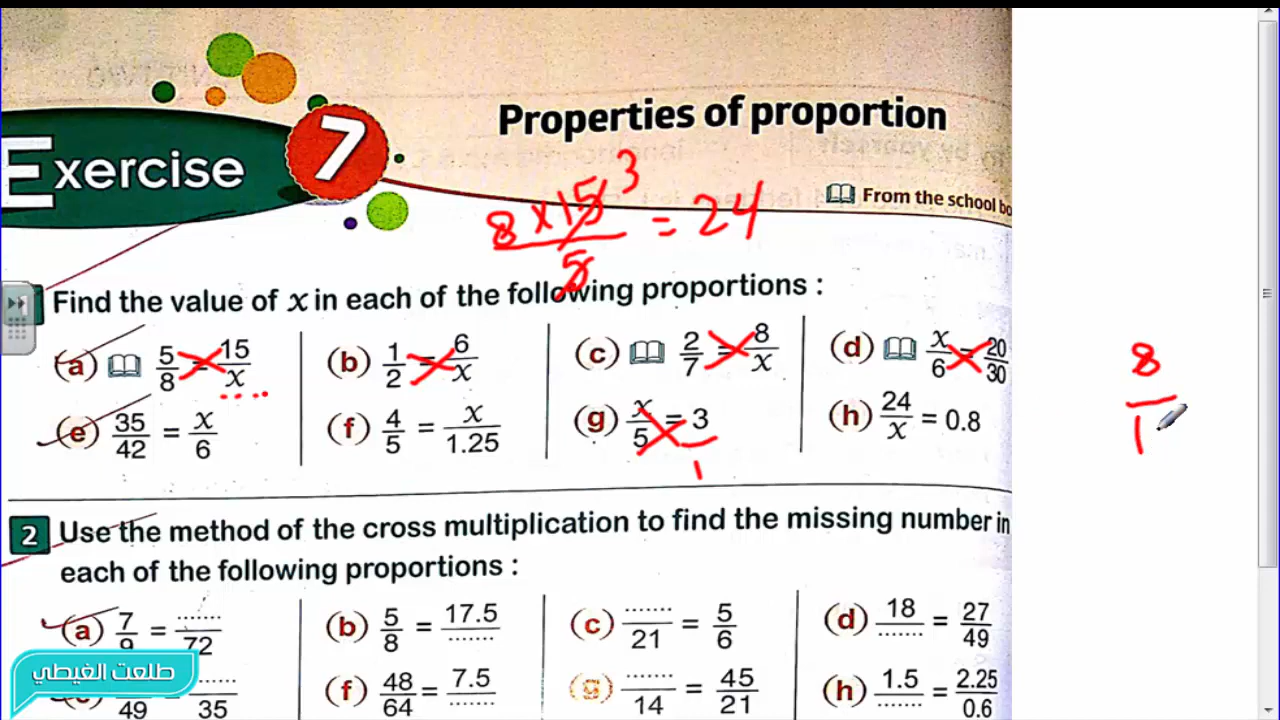 Properties of proportion
Exercise 7
From the school bo
8 × 15 3 / 5 = 24
Find the value of x in each of the following proportions :
(a) 5/8 = 15/x (b) 1/2 = 6/x (c) 2/7 = 8/x (d) x/6 = 20/30
(e) 35/42 = x/6 (f) 4/5 = x/1.25 (g) x/5 = 3/1 (h) 24/x = 0.8
8/1
2 Use the method of the cross multiplication to find the missing number in
each of the following proportions :
(a) 7/9 = ......./72 (b) 5/8 = 17.5/....... (c) ......./21 = 5/6 (d) 18/....... = 27/49
/49 ......./35 (f) 48/64 = 7.5/....... (g) ......./14 = 45/21 (h) 1.5/....... = 2.25/0.6
طلعت الغيطي